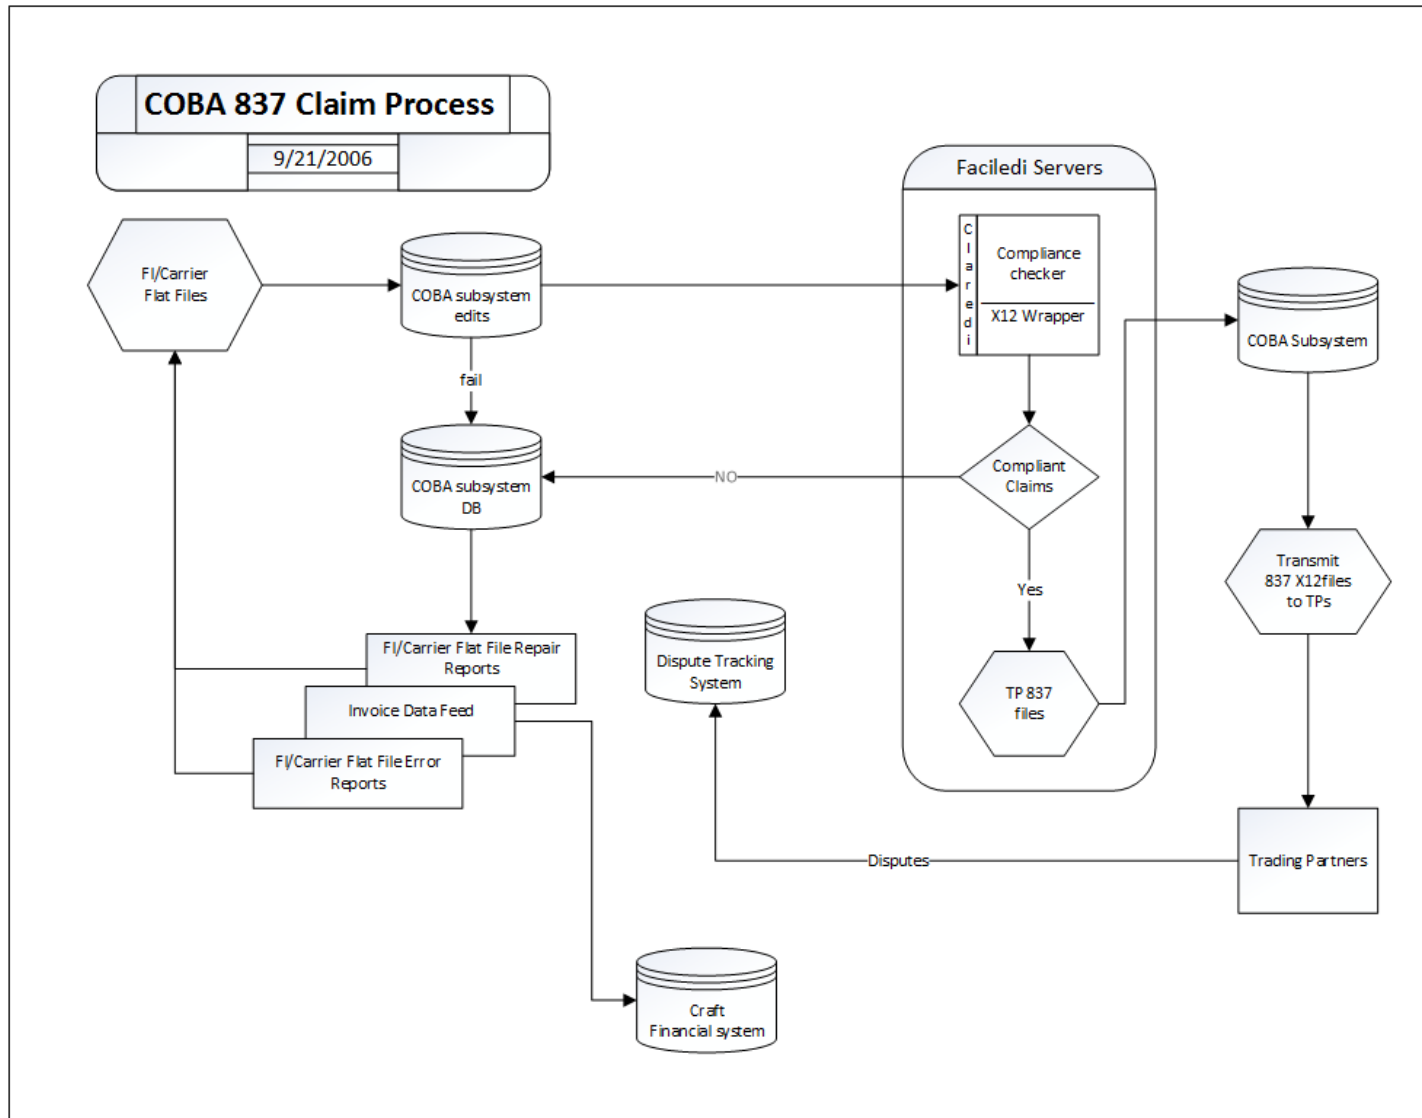 COBA 837 Claim Process
9/21/2006
Faciledi Servers
FI/Carrier
Flat Files
COBA subsystem
edits
Claredi
Compliance
checker
X12 Wrapper
COBA Subsystem
fail
COBA subsystem
DB
NO
Compliant
Claims
Yes
Transmit
837 X12files
to TPs
FI/Carrier Flat File Repair
Reports
Invoice Data Feed
FI/Carrier Flat File Error
Reports
Dispute Tracking
System
TP 837
files
Disputes
Trading Partners
Craft
Financial system